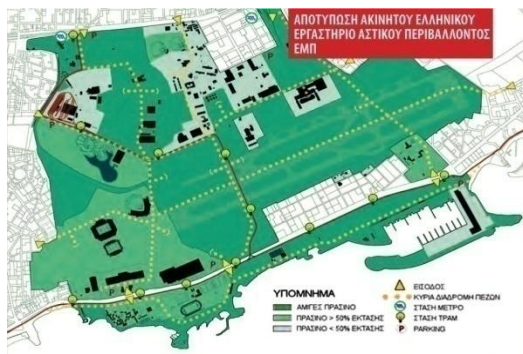 ΑΠΟΤΥΠΩΣΗ ΑΚΙΝΗΤΟΥ ΕΛΛΗΝΙΚΟΥ
ΕΡΓΑΣΤΗΡΙΟ ΑΣΤΙΚΟΥ ΠΕΡΙΒΑΛΛΟΝΤΟΣ
ΕΜΠ
P
P
P
P
ΥΠΟΜΝΗΜΑ
ΑΜΙΓΕΣ ΠΡΑΣΙΝΟ
ΠΡΑΣΙΝΟ > 50% ΕΚΤΑΣΗΣ
ΠΡΑΣΙΝΟ < 50% ΕΚΤΑΣΗΣ
ΕΙΣΟΔΟΣ
ΚΥΡΙΑ ΔΙΑΔΡΟΜΗ ΠΕΖΩΝ
ΣΤΑΣΗ ΜΕΤΡΟ
ΣΤΑΣΗ ΤΡΑΜ
P PARKING